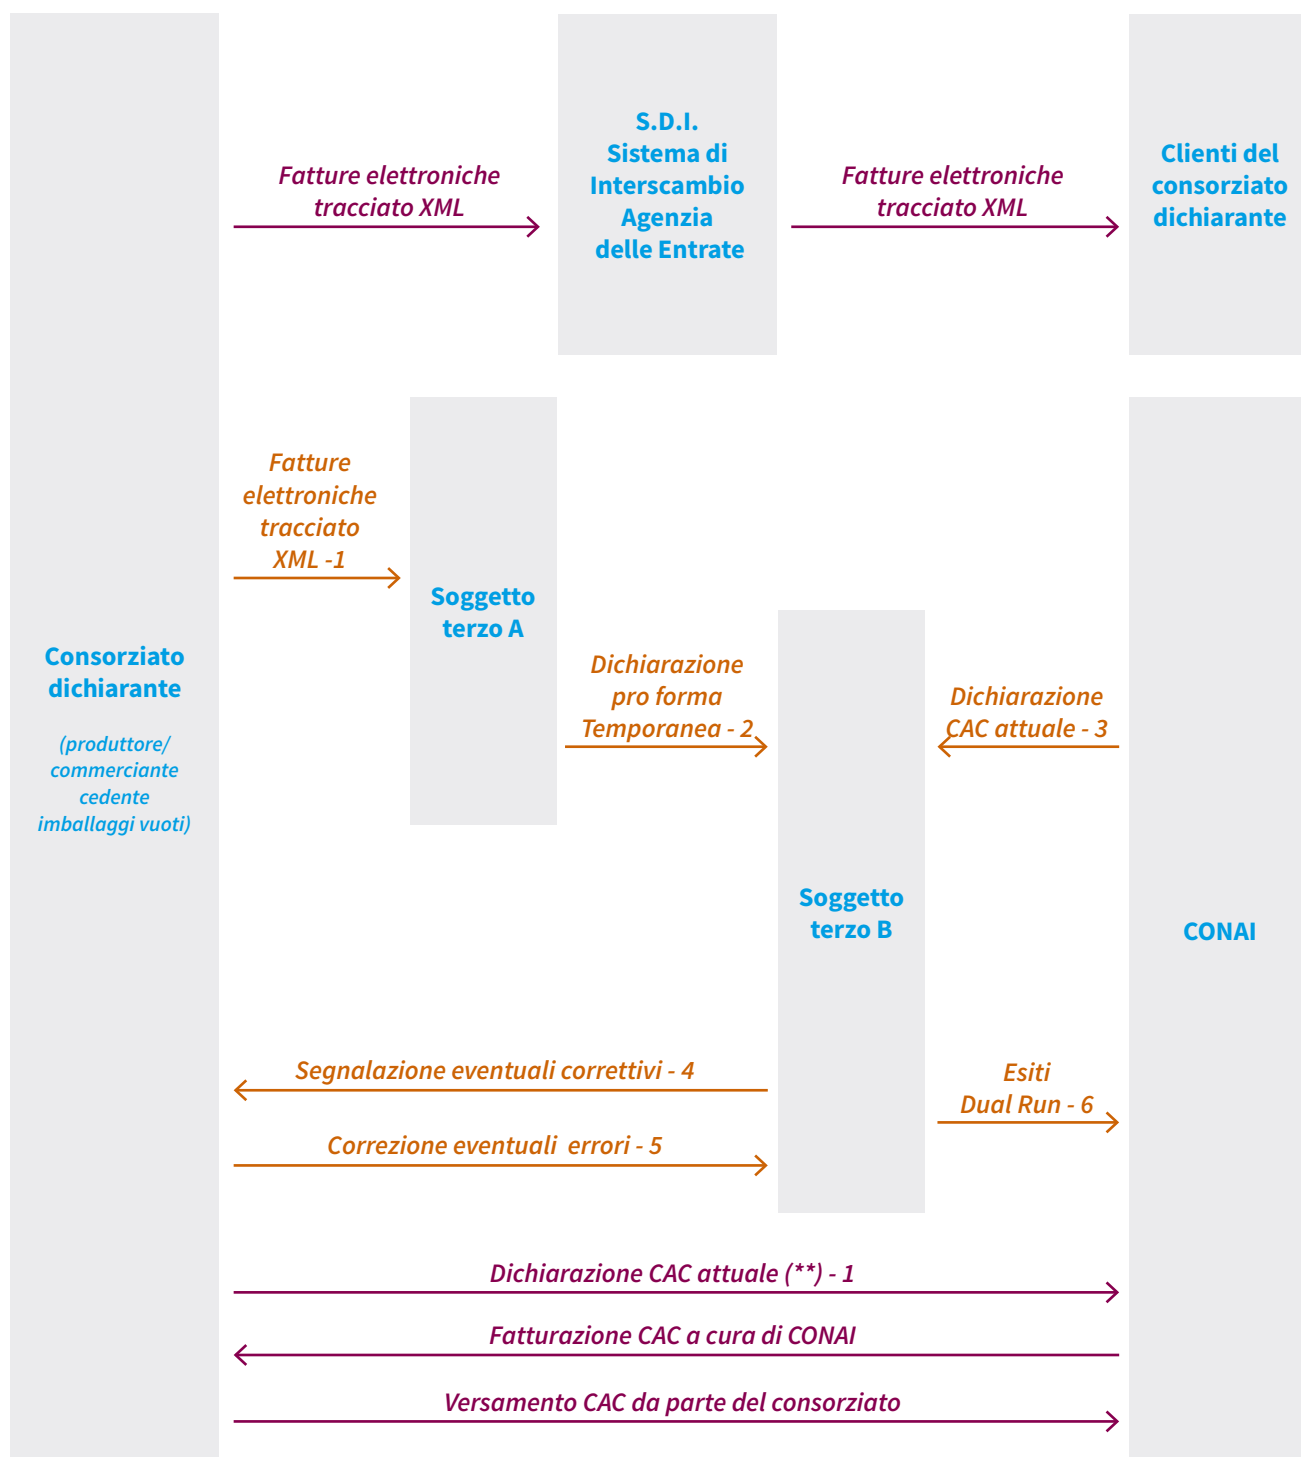 Fatture elettroniche
tracciato XML
S.D.I.
Sistema di
Interscambio
Agenzia
delle Entrate
Fatture elettroniche
tracciato XML
Clienti del
consorziato
dichiarante
Fatture
elettroniche
tracciato
XML -1
Soggetto
terzo A
Consorziato
dichiarante
(produttore/
commerciante
cedente
imballaggi vuoti)
Dichiarazione
pro forma
Temporanea - 2
Dichiarazione
CAC attuale - 3
Soggetto
terzo B
CONAI
Segnalazione eventuali correttivi - 4
Esiti
Dual Run - 6
Correzione eventuali  errori - 5
Dichiarazione CAC attuale (**) - 1
Fatturazione CAC a cura di CONAI
Versamento CAC da parte del consorziato